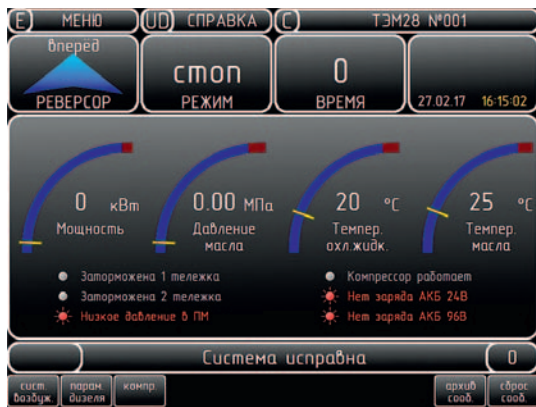 E МЕНЮ UD СПРАВКА C ТЭМ28 №001
вперёд
стоп 0
РЕВЕРСОР РЕЖИМ ВРЕМЯ 27.02.17 16:15:02
0 кВт 0.00 МПа 20 °C 25 °C
Мощность Давление Темпер. Темпер.
масла охл.жидк. масла
Заторможена 1 тележка Компрессор работает
Заторможена 2 тележка Нет заряда АКБ 24В
Низкое давление в ПМ Нет заряда АКБ 96В
Система исправна 0
сист. парам. компр. архив сброс
возбуж. дизеля сооб. сооб.